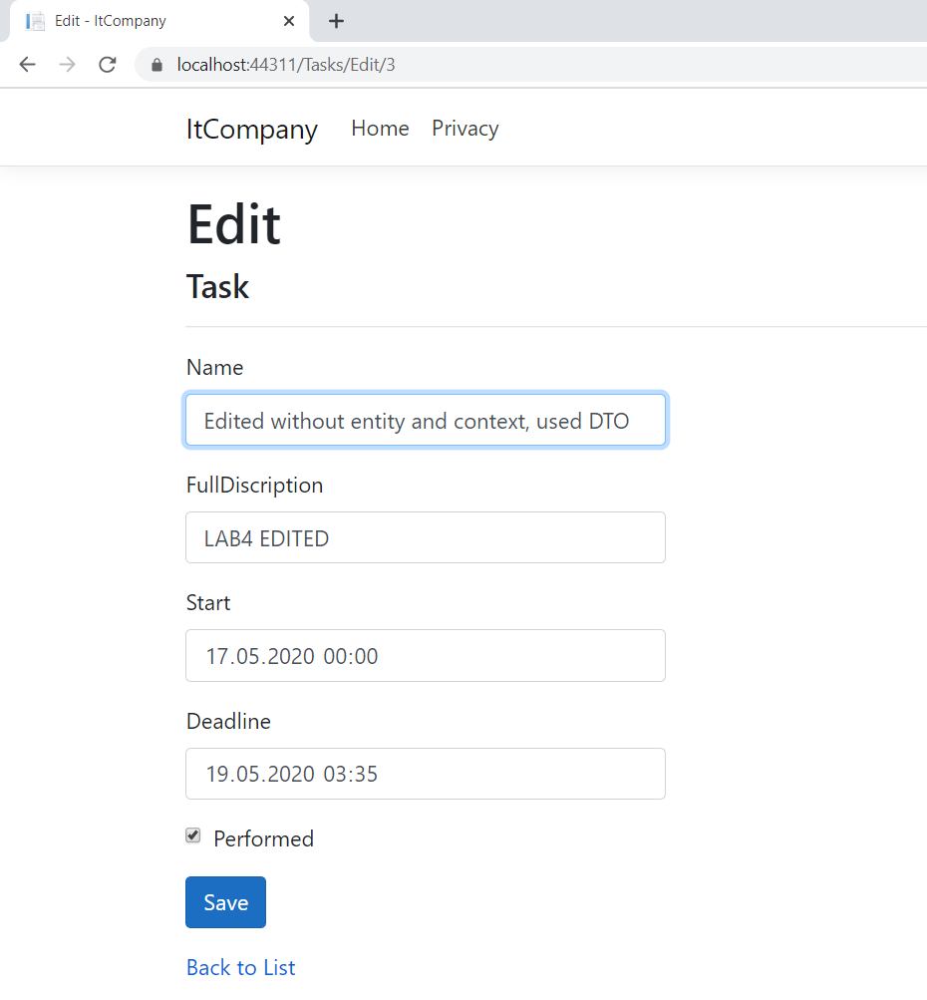 Edit - ItCompany
localhost:44311/Tasks/Edit/3
ItCompany Home Privacy
Edit
Task
Name
Edited without entity and context, used DTO
FullDiscription
LAB4 EDITED
Start
17.05.2020 00:00
Deadline
19.05.2020 03:35
Performed
Save
Back to List